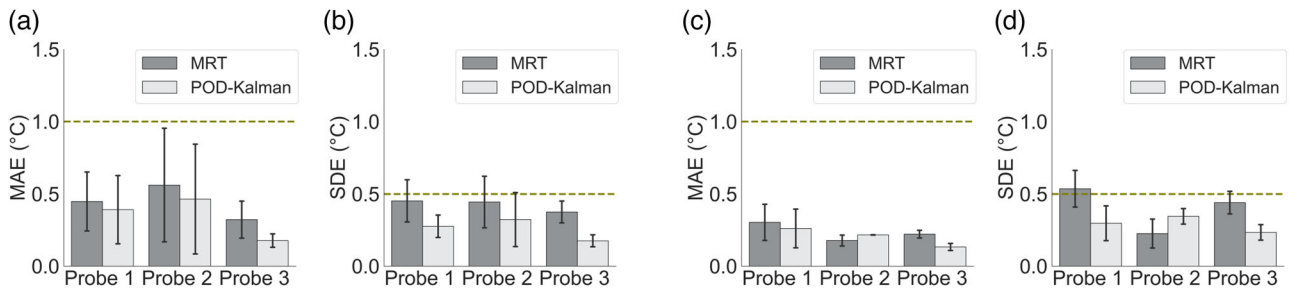 (a)
1.5
1.0
0.5
0.0
MAE (°C)
MRT
POD-Kalman
Probe 1 Probe 2 Probe 3
(b)
1.5
1.0
0.5
0.0
SDE (°C)
MRT
POD-Kalman
Probe 1 Probe 2 Probe 3
(c)
1.5
1.0
0.5
0.0
MAE (°C)
MRT
POD-Kalman
Probe 1 Probe 2 Probe 3
(d)
1.5
1.0
0.5
0.0
SDE (°C)
MRT
POD-Kalman
Probe 1 Probe 2 Probe 3